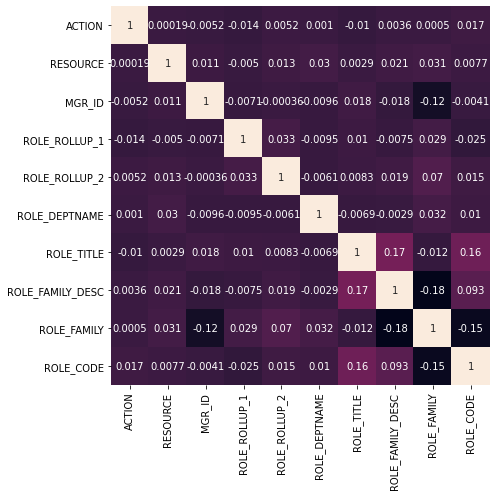 ACTION 1 0.00019 -0.0052 -0.014 0.0052 0.001 -0.01 0.0036 0.0005 0.017
RESOURCE 0.00019 1 0.011 -0.005 0.013 0.03 0.0029 0.021 0.031 0.0077
MGR_ID -0.0052 0.011 1 -0.0071 -0.00036 -0.0096 0.018 -0.018 -0.12 -0.0041
ROLE_ROLLUP_1 -0.014 -0.005 -0.0071 1 0.033 -0.0095 0.01 -0.0075 0.029 -0.025
ROLE_ROLLUP_2 0.0052 0.013 -0.00036 0.033 1 -0.0061 0.0083 0.019 0.07 0.015
ROLE_DEPTNAME 0.001 0.03 -0.0096 -0.0095 -0.0061 1 -0.0069 -0.0029 0.032 0.01
ROLE_TITLE -0.01 0.0029 0.018 0.01 0.0083 -0.0069 1 0.17 -0.012 0.16
ROLE_FAMILY_DESC 0.0036 0.021 -0.018 -0.0075 0.019 -0.0029 0.17 1 -0.18 0.093
ROLE_FAMILY 0.0005 0.031 -0.12 0.029 0.07 0.032 -0.012 -0.18 1 -0.15
ROLE_CODE 0.017 0.0077 -0.0041 -0.025 0.015 0.01 0.16 0.093 -0.15 1
ACTION
RESOURCE
MGR_ID
ROLE_ROLLUP_1
ROLE_ROLLUP_2
ROLE_DEPTNAME
ROLE_TITLE
ROLE_FAMILY_DESC
ROLE_FAMILY
ROLE_CODE